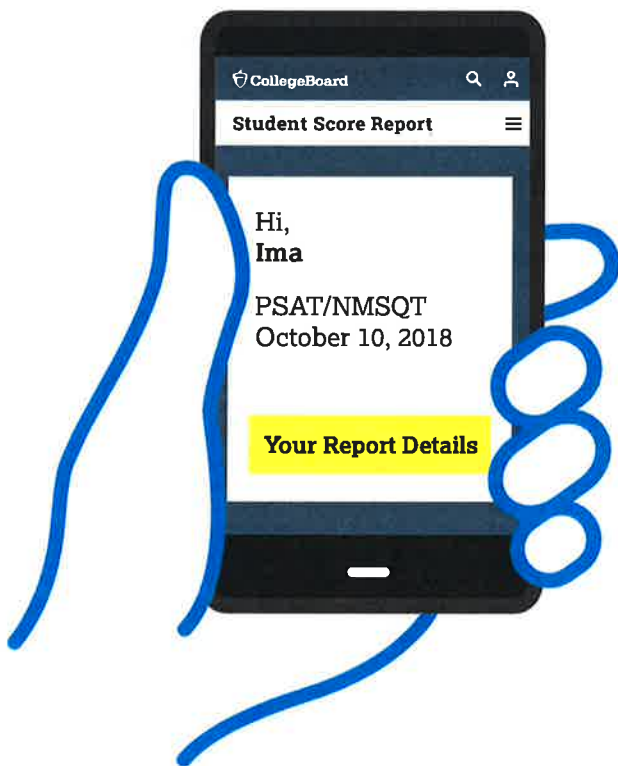 CollegeBoard
Student Score Report
Hi,
Ima
PSAT/NMSQT
October 10, 2018
Your Report Details